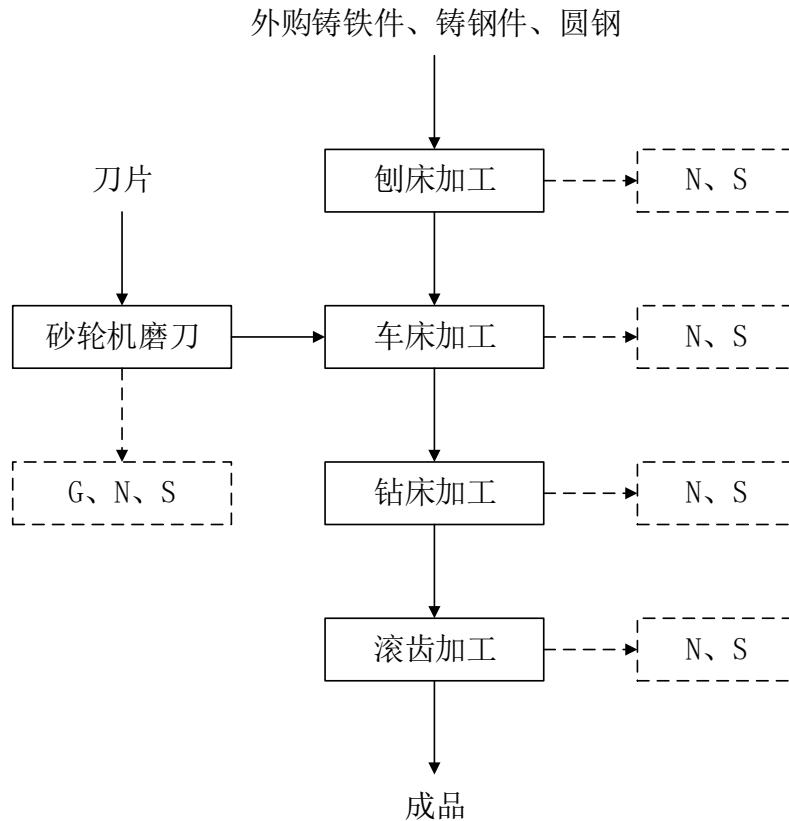 外购铸铁件、铸钢件、圆钢
刀片
刨床加工
N、S
砂轮机磨刀
车床加工
N、S
G、N、S
钻床加工
N、S
滚齿加工
N、S
成品